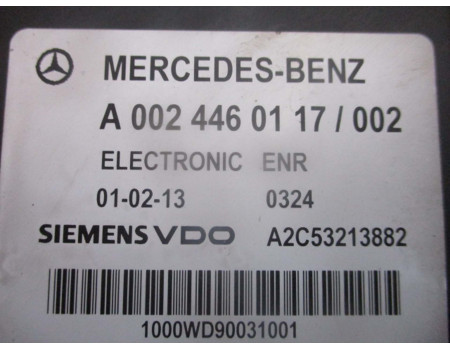 MERCEDES-BENZ
A 002 446 01 17 / 002
ELECTRONIC ENR
01-02-13 0324
SIEMENS VDO A2C53213882
1000WD90031001